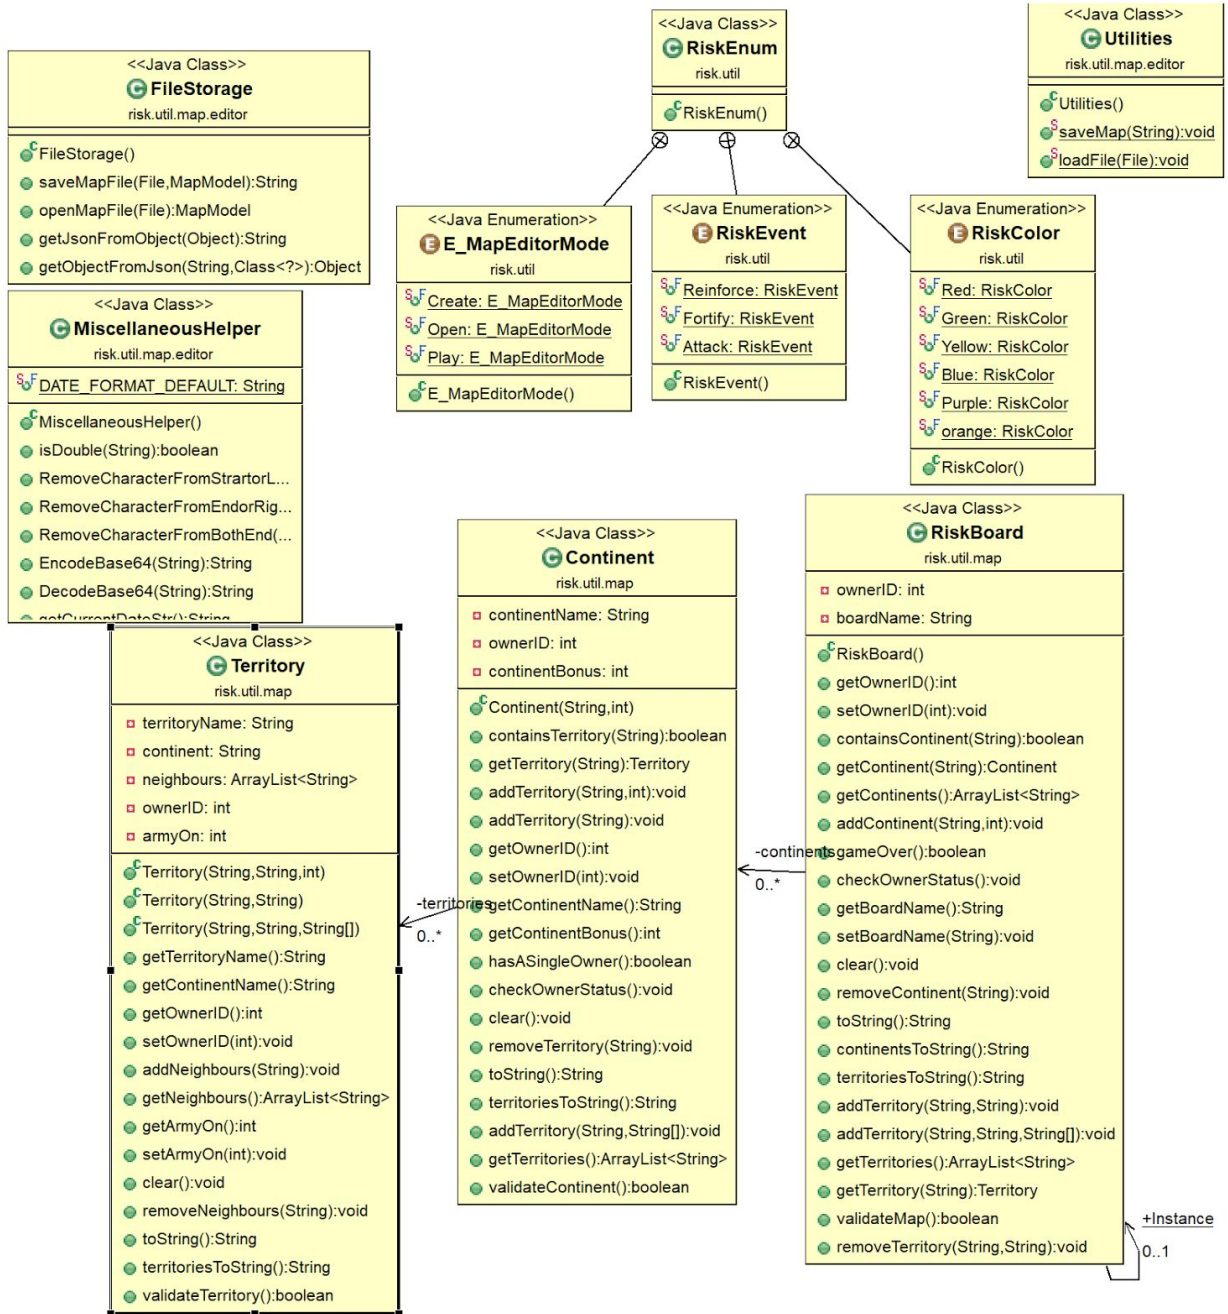 <<Java Class>>
FileStorage
risk.util.map.editor
FileStorage()
saveMapFile(File,MapModel):String
openMapFile(File):MapModel
getJsonFromObject(Object):String
getObjectFromJson(String,Class<?>):Object
<<Java Class>>
RiskEnum
risk.util
RiskEnum()
<<Java Class>>
Utilities
risk.util.map.editor
Utilities()
saveMap(String):void
loadFile(File):void
<<Java Class>>
MiscellaneousHelper
risk.util.map.editor
DATE_FORMAT_DEFAULT: String
MiscellaneousHelper()
isDouble(String):boolean
RemoveCharacterFromStrartorL...
RemoveCharacterFromEndorRig...
RemoveCharacterFromBothEnd(...
EncodeBase64(String):String
DecodeBase64(String):String
getCurrentDateStr():String
<<Java Enumeration>>
E_MapEditorMode
risk.util
Create: E_MapEditorMode
Open: E_MapEditorMode
Play: E_MapEditorMode
E_MapEditorMode()
<<Java Enumeration>>
RiskEvent
risk.util
Reinforce: RiskEvent
Fortify: RiskEvent
Attack: RiskEvent
RiskEvent()
<<Java Enumeration>>
RiskColor
risk.util
Red: RiskColor
Green: RiskColor
Yellow: RiskColor
Blue: RiskColor
Purple: RiskColor
orange: RiskColor
RiskColor()
<<Java Class>>
Territory
risk.util.map
territoryName: String
continent: String
neighbours: ArrayList<String>
ownerID: int
armyOn: int
Territory(String,String,int)
Territory(String,String)
Territory(String,String,String[])
getTerritoryName():String
getContinentName():String
getOwnerID():int
setOwnerID(int):void
addNeighbours(String):void
getNeighbours():ArrayList<String>
getArmyOn():int
setArmyOn(int):void
clear():void
removeNeighbours(String):void
toString():String
territoriesToString():String
validateTerritory():boolean
-territories
0..*
<<Java Class>>
Continent
risk.util.map
continentName: String
ownerID: int
continentBonus: int
Continent(String,int)
containsTerritory(String):boolean
getTerritory(String):Territory
addTerritory(String,int):void
addTerritory(String):void
getOwnerID():int
setOwnerID(int):void
getContinentName():String
getContinentBonus():int
hasASingleOwner():boolean
checkOwnerStatus():void
clear():void
removeTerritory(String):void
toString():String
territoriesToString():String
addTerritory(String,String[]):void
getTerritories():ArrayList<String>
validateContinent():boolean
-continents
0..*
<<Java Class>>
RiskBoard
risk.util.map
ownerID: int
boardName: String
RiskBoard()
getOwnerID():int
setOwnerID(int):void
containsContinent(String):boolean
getContinent(String):Continent
getContinents():ArrayList<String>
addContinent(String,int):void
gameOver():boolean
checkOwnerStatus():void
getBoardName():String
setBoardName(String):void
clear():void
removeContinent(String):void
toString():String
continentsToString():String
territoriesToString():String
addTerritory(String,String):void
addTerritory(String,String,String[]):void
getTerritories():ArrayList<String>
getTerritory(String):Territory
validateMap():boolean
removeTerritory(String,String):void
+Instance
0..1